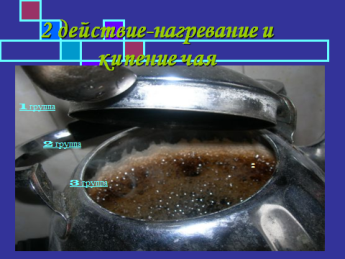 2 действие-нагревание и
кипение чая
1 группа
2 группа
3 группа